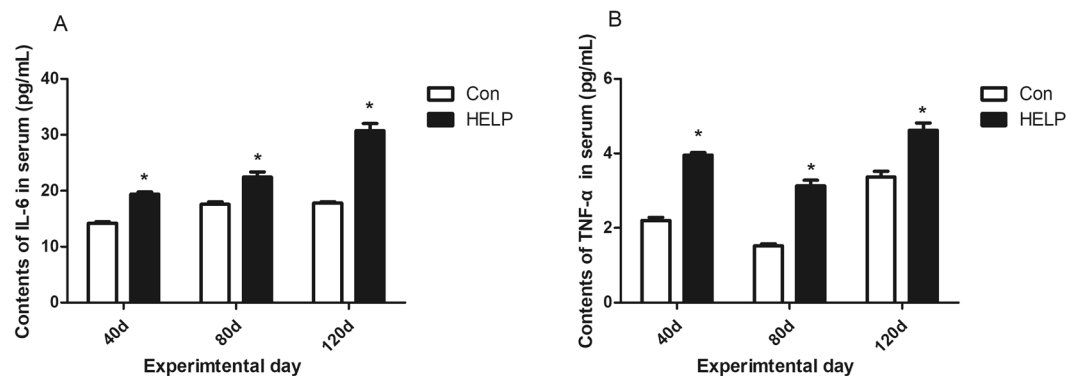 A
Contents of IL-6 in serum (pg/mL)
40
30
20
10
0
*
*
*
40d
80d
120d
Experimtental day
Con
HELP
B
Contents of TNF-α in serum (pg/mL)
6
4
2
0
*
*
*
40d
80d
120d
Experimtental day
Con
HELP